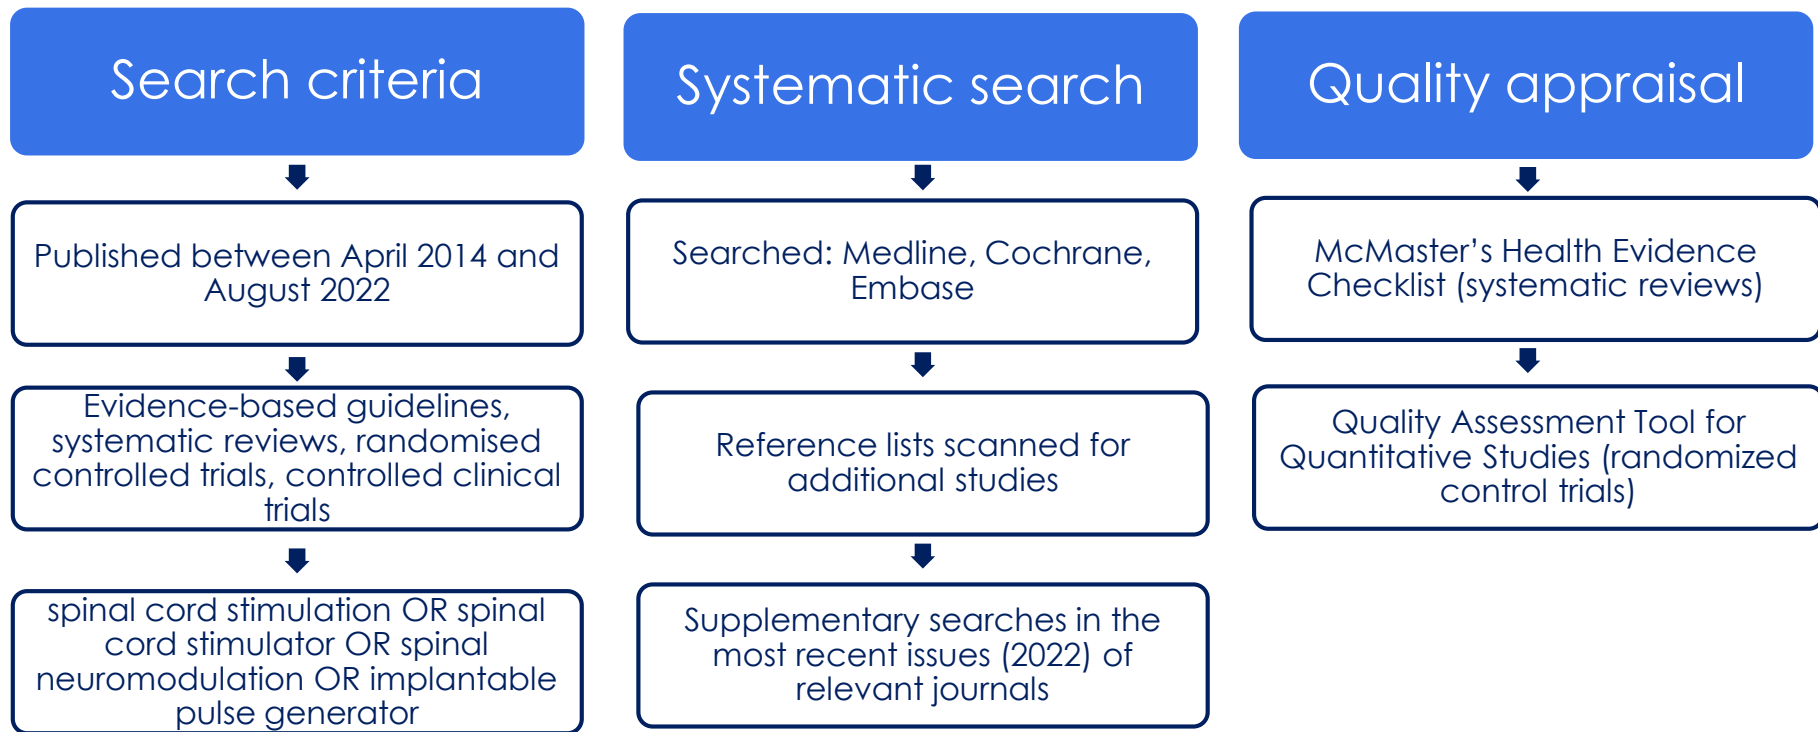 Search criteria
Published between April 2014 and
August 2022
Evidence-based guidelines,
systematic reviews, randomised
controlled trials, controlled clinical
trials
spinal cord stimulation OR spinal
cord stimulator OR spinal
neuromodulation OR implantable
pulse generator
Systematic search
Searched: Medline, Cochrane,
Embase
Reference lists scanned for
additional studies
Supplementary searches in the
most recent issues (2022) of
relevant journals
Quality appraisal
McMaster’s Health Evidence
Checklist (systematic reviews)
Quality Assessment Tool for
Quantitative Studies (randomized
control trials)